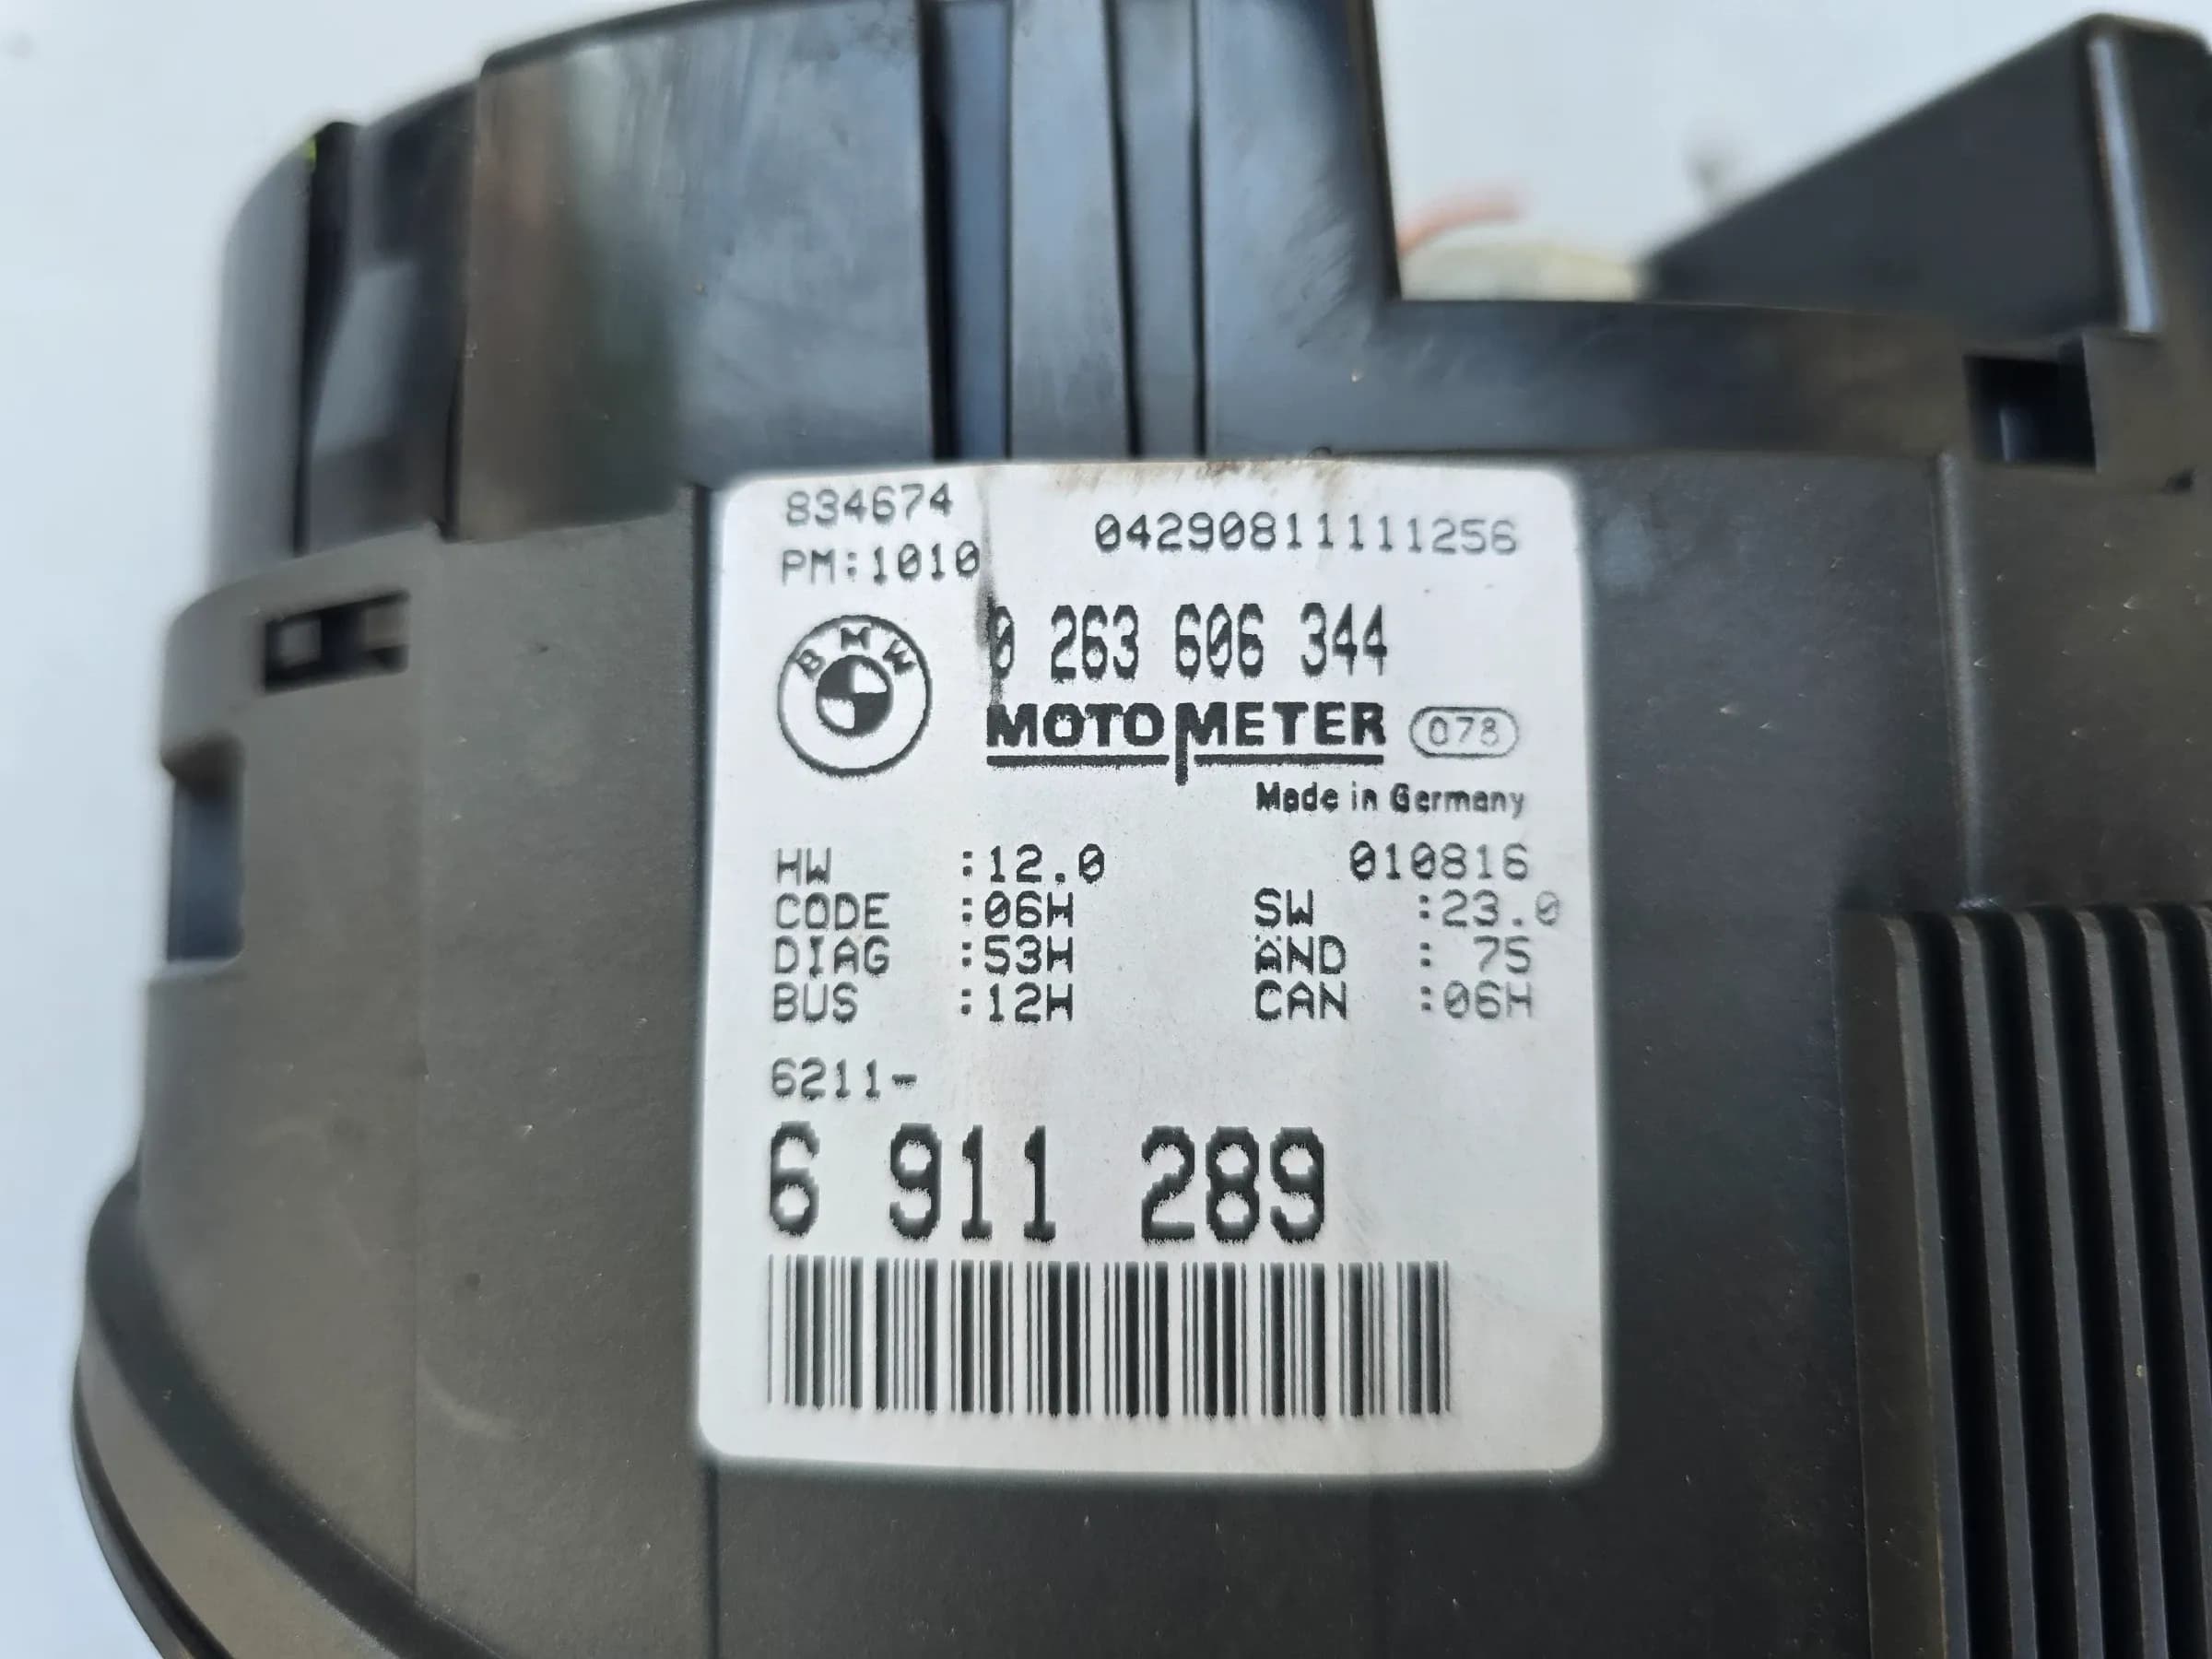 834674
PM:1010
04290811111256
BMW
0 263 606 344
MOTOMETER 078
Made in Germany
HW :12.0 010816
CODE :06H SW :23.0
DIAG :53H ÄND : 75
BUS :12H CAN :06H
6211-
6 911 289